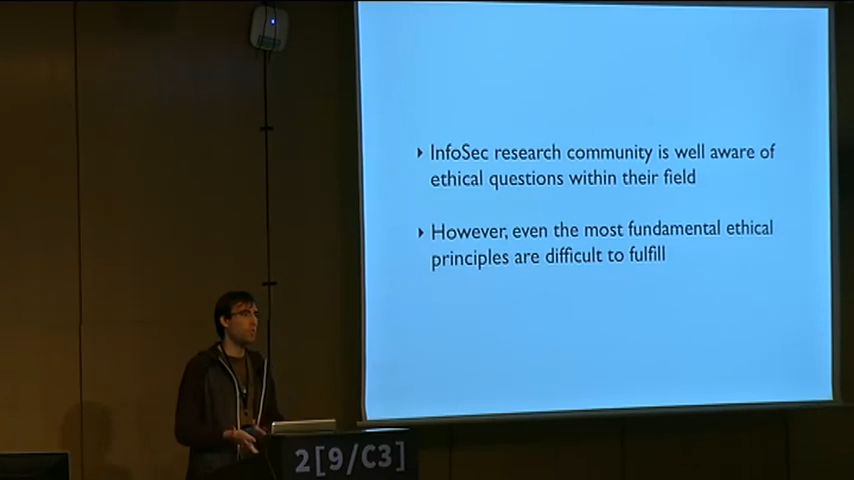 InfoSec research community is well aware of
ethical questions within their field
However, even the most fundamental ethical
principles are difficult to fulfill
2[9/C3]